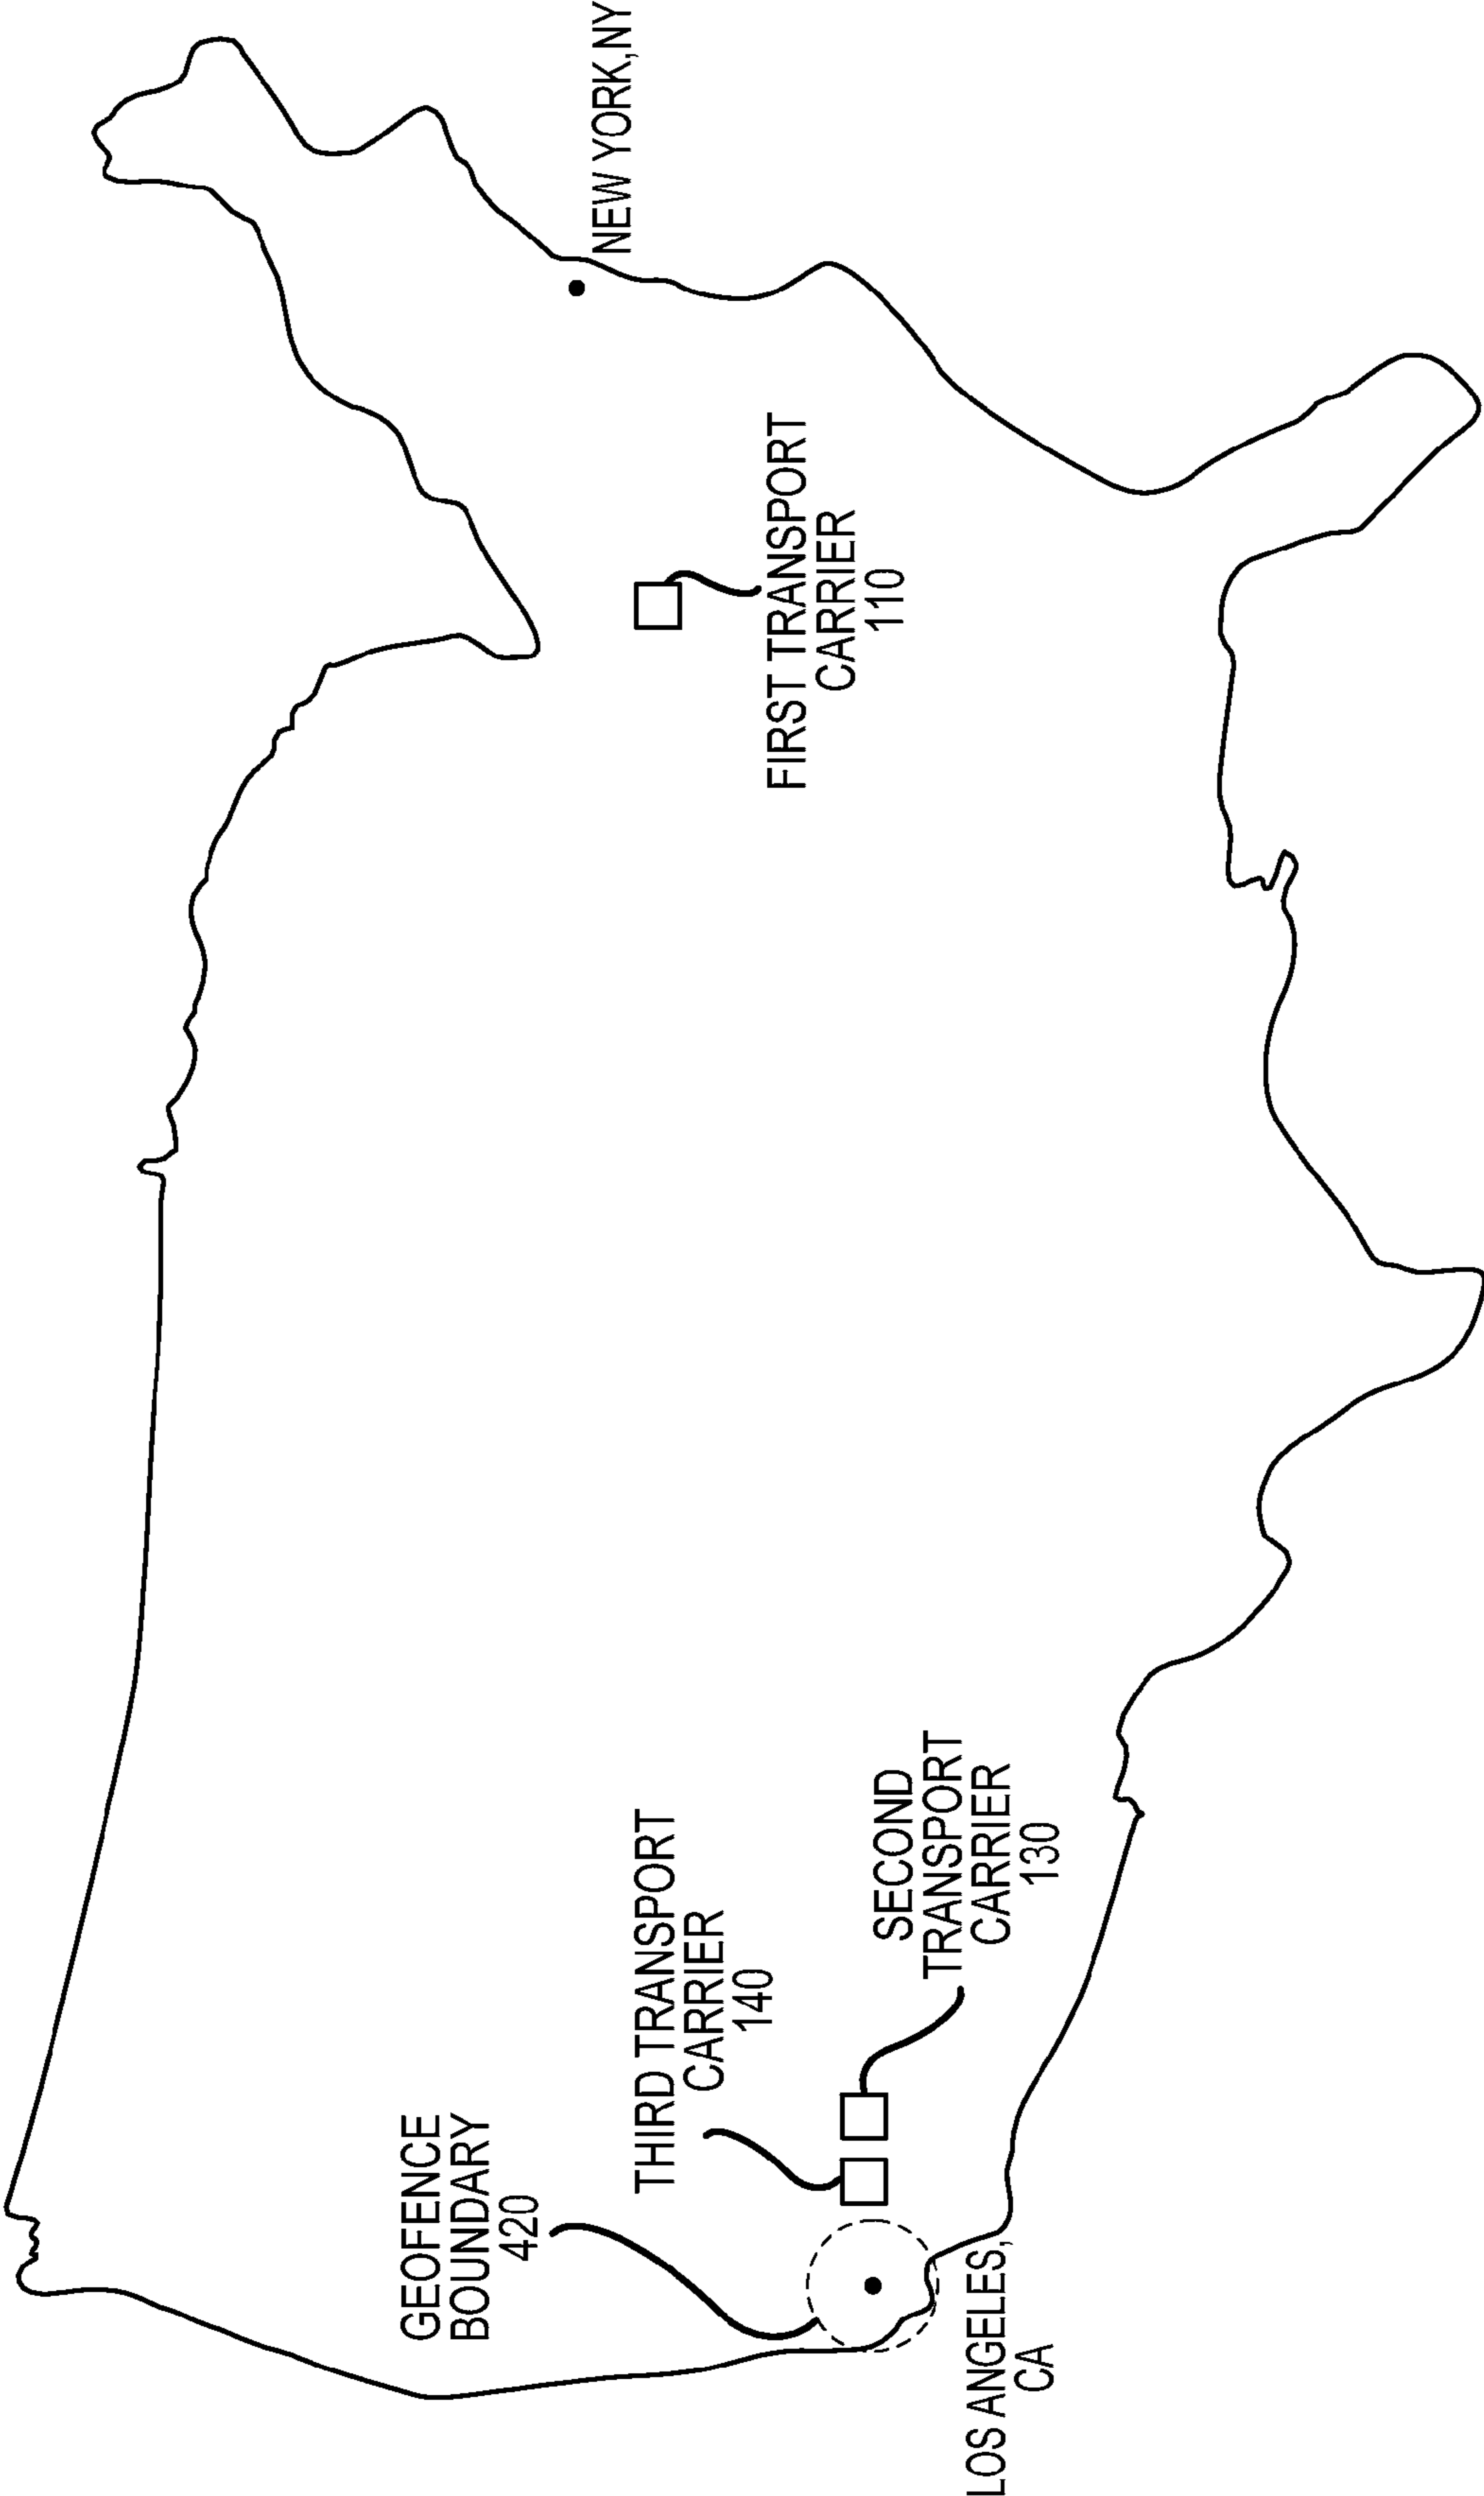 GEOFENCE
BOUNDARY
420
THIRD TRANSPORT
CARRIER
140
SECOND
TRANSPORT
CARRIER
130
LOS ANGELES,
CA
FIRST TRANSPORT
CARRIER
110
NEW YORK,NY